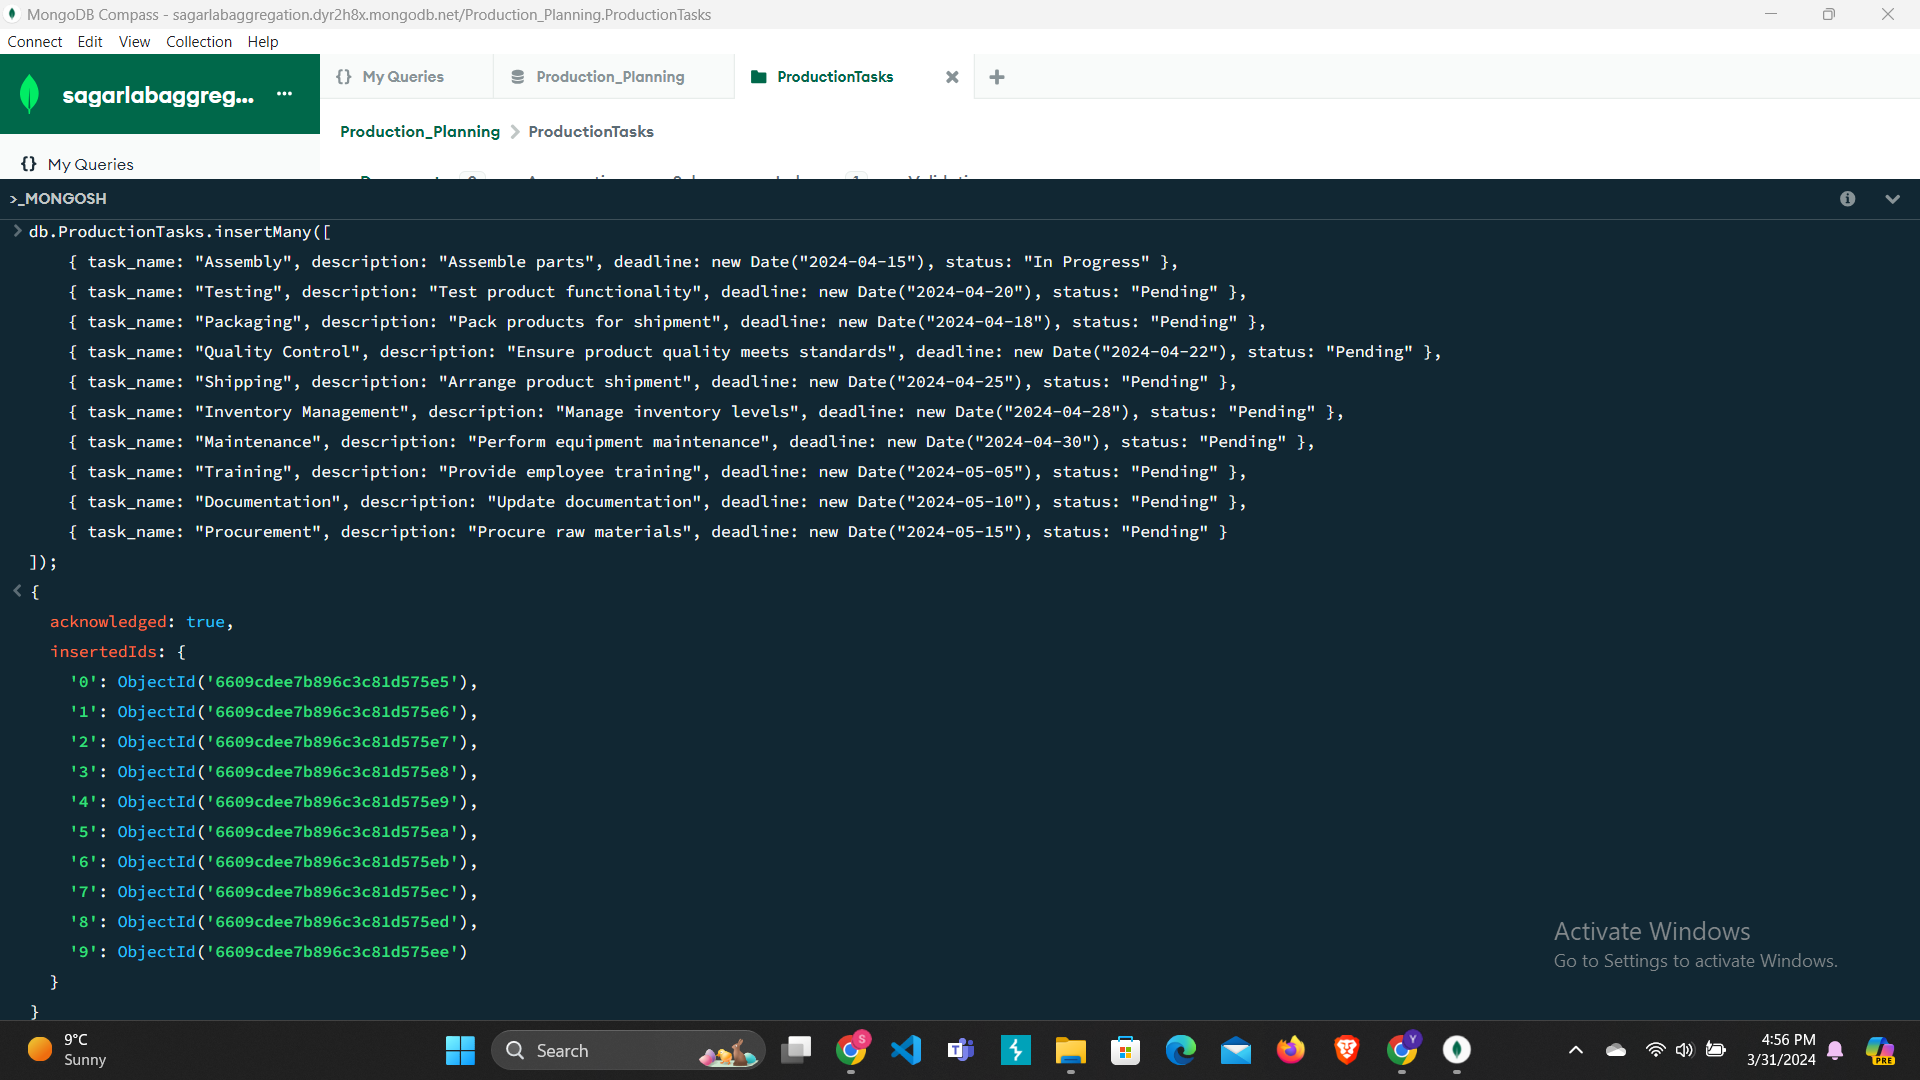 MongoDB Compass - sagarlabaggregation.dyr2h8x.mongodb.net/Production_Planning.ProductionTasks
Connect Edit View Collection Help
sagarlabaggreg... ...
{} My Queries
Production_Planning
ProductionTasks
Production_Planning > ProductionTasks
{} My Queries
>_MONGOSH
> db.ProductionTasks.insertMany([
{ task_name: "Assembly", description: "Assemble parts", deadline: new Date("2024-04-15"), status: "In Progress" },
{ task_name: "Testing", description: "Test product functionality", deadline: new Date("2024-04-20"), status: "Pending" },
{ task_name: "Packaging", description: "Pack products for shipment", deadline: new Date("2024-04-18"), status: "Pending" },
{ task_name: "Quality Control", description: "Ensure product quality meets standards", deadline: new Date("2024-04-22"), status: "Pending" },
{ task_name: "Shipping", description: "Arrange product shipment", deadline: new Date("2024-04-25"), status: "Pending" },
{ task_name: "Inventory Management", description: "Manage inventory levels", deadline: new Date("2024-04-28"), status: "Pending" },
{ task_name: "Maintenance", description: "Perform equipment maintenance", deadline: new Date("2024-04-30"), status: "Pending" },
{ task_name: "Training", description: "Provide employee training", deadline: new Date("2024-05-05"), status: "Pending" },
{ task_name: "Documentation", description: "Update documentation", deadline: new Date("2024-05-10"), status: "Pending" },
{ task_name: "Procurement", description: "Procure raw materials", deadline: new Date("2024-05-15"), status: "Pending" }
]);
< {
acknowledged: true,
insertedIds: {
'0': ObjectId('6609cdee7b896c3c81d575e5'),
'1': ObjectId('6609cdee7b896c3c81d575e6'),
'2': ObjectId('6609cdee7b896c3c81d575e7'),
'3': ObjectId('6609cdee7b896c3c81d575e8'),
'4': ObjectId('6609cdee7b896c3c81d575e9'),
'5': ObjectId('6609cdee7b896c3c81d575ea'),
'6': ObjectId('6609cdee7b896c3c81d575eb'),
'7': ObjectId('6609cdee7b896c3c81d575ec'),
'8': ObjectId('6609cdee7b896c3c81d575ed'),
'9': ObjectId('6609cdee7b896c3c81d575ee')
}
}
Activate Windows
Go to Settings to activate Windows.
9°C
Sunny
Search
S
Y
4:56 PM
3/31/2024
PRE